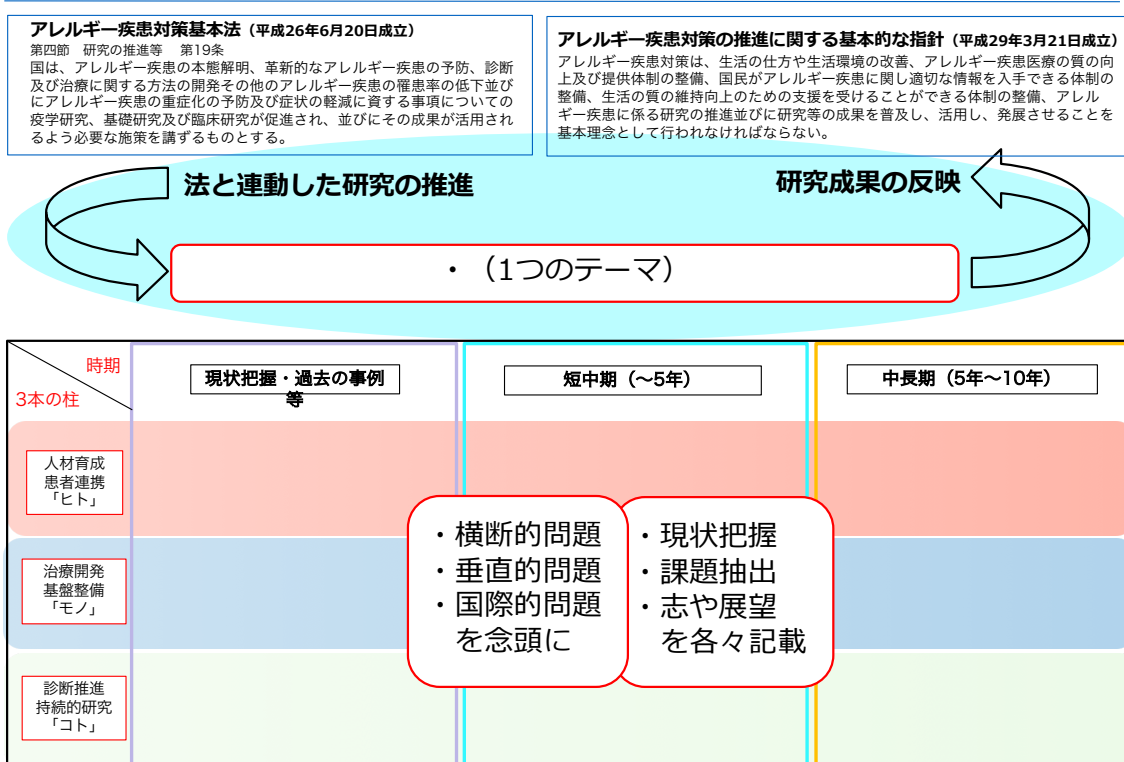 アレルギー疾患対策基本法（平成26年6月20日成立）
第四節　研究の推進等　第19条
国は、アレルギー疾患の本態解明、革新的なアレルギー疾患の予防、診断
及び治療に関する方法の開発その他のアレルギー疾患の罹患率の低下並び
にアレルギー疾患の重症化の予防及び症状の軽減に資する事項についての
疫学研究、基礎研究及び臨床研究が促進され、並びにその成果が活用され
るよう必要な施策を講ずるものとする。
アレルギー疾患対策の推進に関する基本的な指針（平成29年3月21日成立）
アレルギー疾患対策は、生活の仕方や生活環境の改善、アレルギー疾患医療の質の向
上及び提供体制の整備、国民がアレルギー疾患に関し適切な情報を入手できる体制の
整備、生活の質の維持向上のための支援を受けることができる体制の整備、アレル
ギー疾患に係る研究の推進並びに研究等の成果を普及し、活用し、発展させることを
基本理念として行われなければならない。
法と連動した研究の推進
研究成果の反映
・（1つのテーマ）
時期
3本の柱
現状把握・過去の事例
等
短中期（～5年）
中長期（5年～10年）
人材育成
患者連携
「ヒト」
治療開発
基盤整備
「モノ」
診断推進
持続的研究
「コト」
・横断的問題
・垂直的問題
・国際的問題
を念頭に
・現状把握
・課題抽出
・志や展望
を各々記載